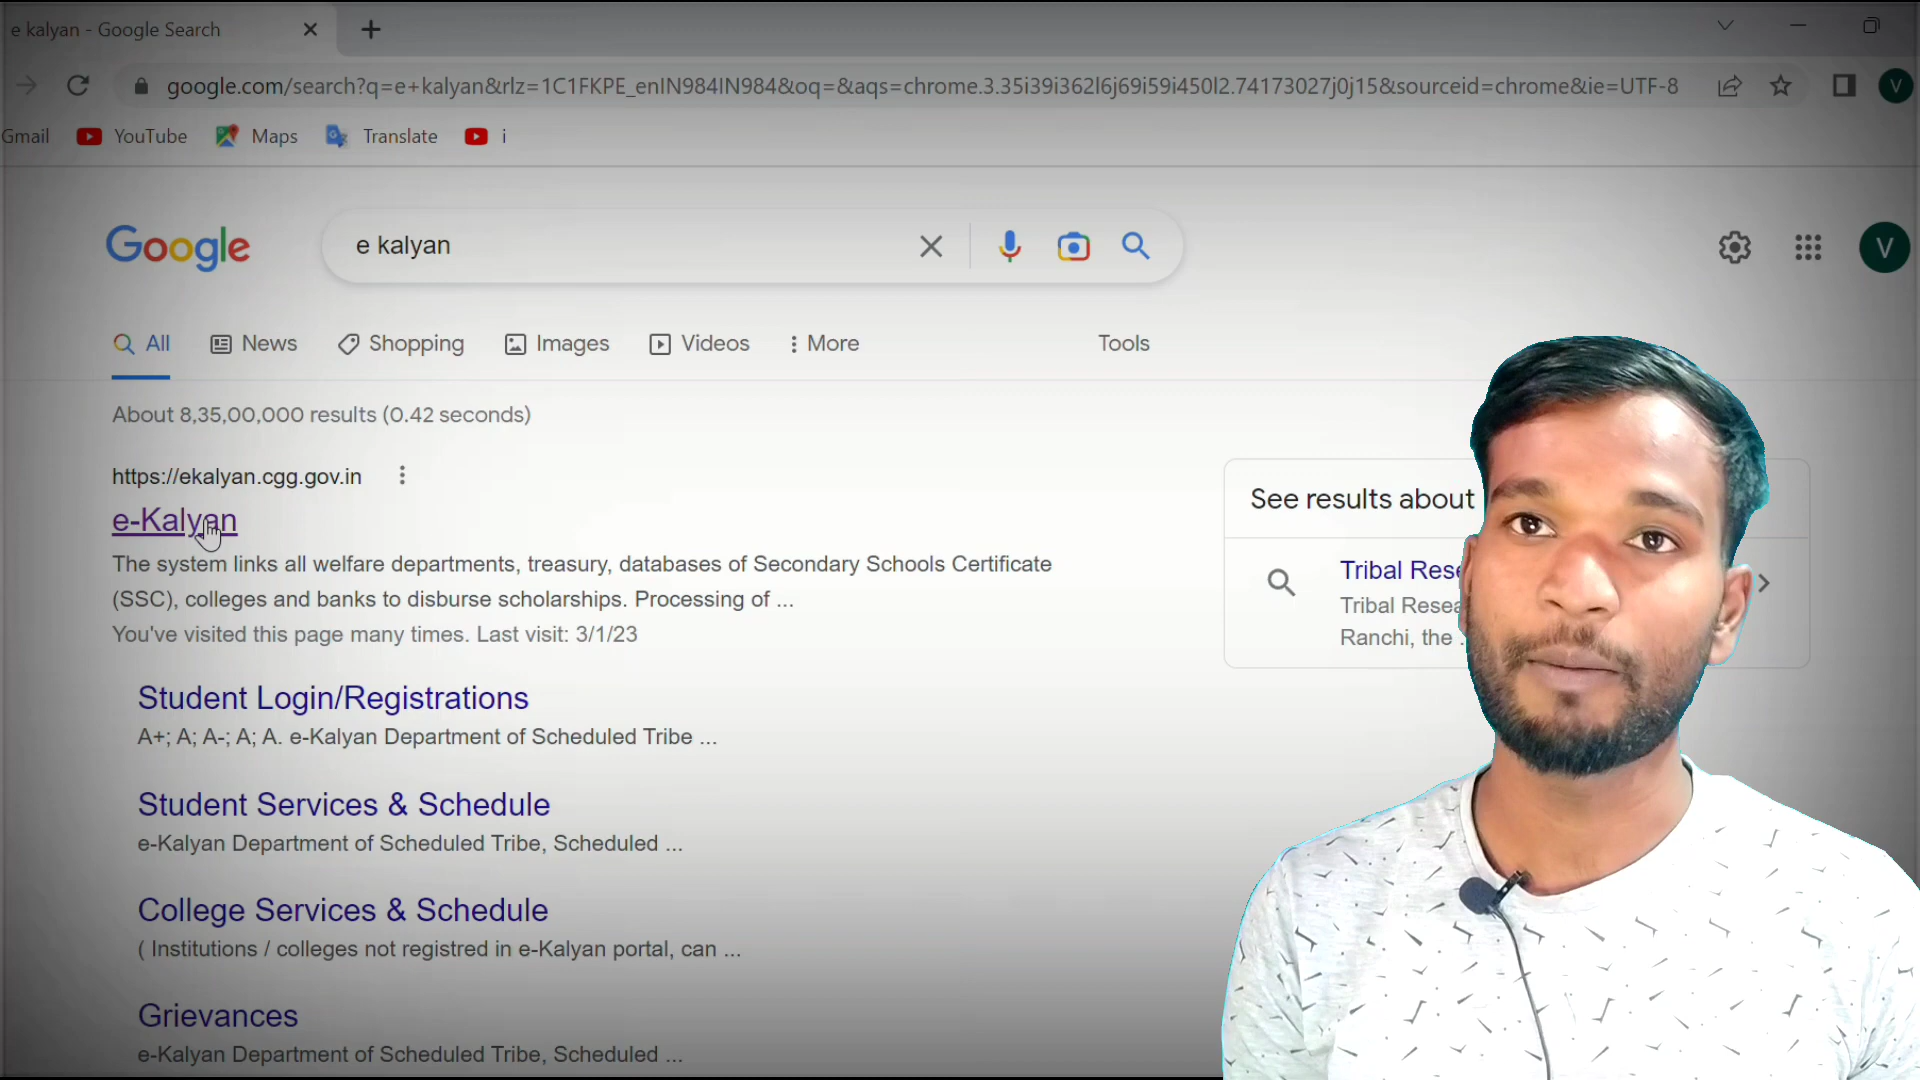 e kalyan - Google Search
google.com/search?q=e+kalyan&rlz=1C1FKPE_enIN984IN984&oq=&aqs=chrome.3.35i39i362l6j69i59i450l2.74173027j0j15&sourceid=chrome&ie=UTF-8
V
Gmail YouTube Maps Translate i
Google
e kalyan
V
All News Shopping Images Videos More Tools
About 8,35,00,000 results (0.42 seconds)
https://ekalyan.cgg.gov.in
e-Kalyan
The system links all welfare departments, treasury, databases of Secondary Schools Certificate
(SSC), colleges and banks to disburse scholarships. Processing of ...
You've visited this page many times. Last visit: 3/1/23
Student Login/Registrations
A+; A; A-; A; A. e-Kalyan Department of Scheduled Tribe ...
Student Services & Schedule
e-Kalyan Department of Scheduled Tribe, Scheduled ...
College Services & Schedule
( Institutions / colleges not registred in e-Kalyan portal, can ...
Grievances
e-Kalyan Department of Scheduled Tribe, Scheduled ...
See results about
Tribal
Tribal
Ranchi, the